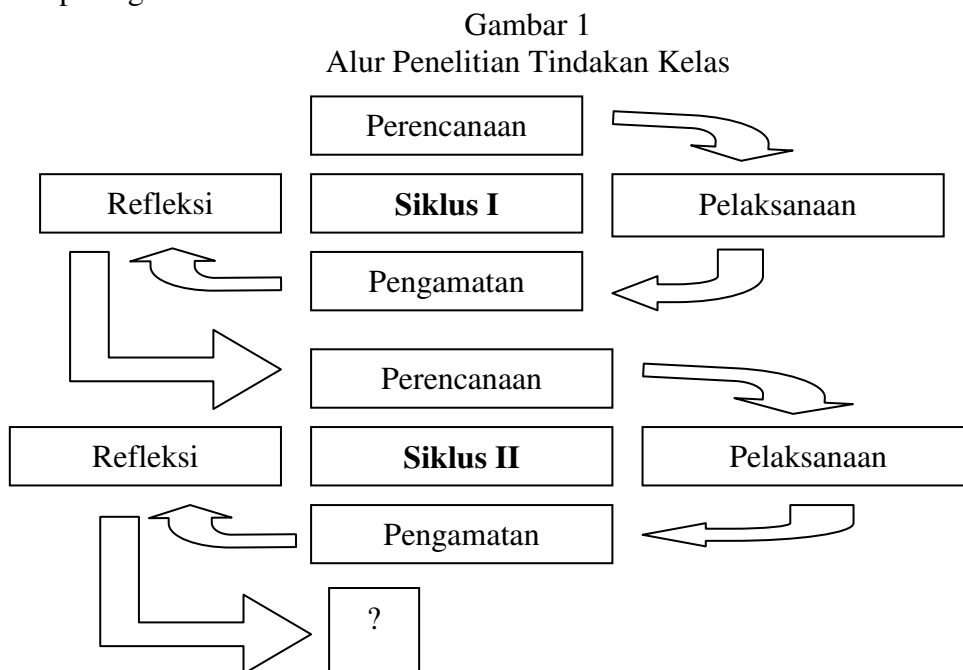 Gambar 1
Alur Penelitian Tindakan Kelas
Perencanaan
Refleksi
Siklus I
Pelaksanaan
Pengamatan
Perencanaan
Refleksi
Siklus II
Pelaksanaan
Pengamatan
?